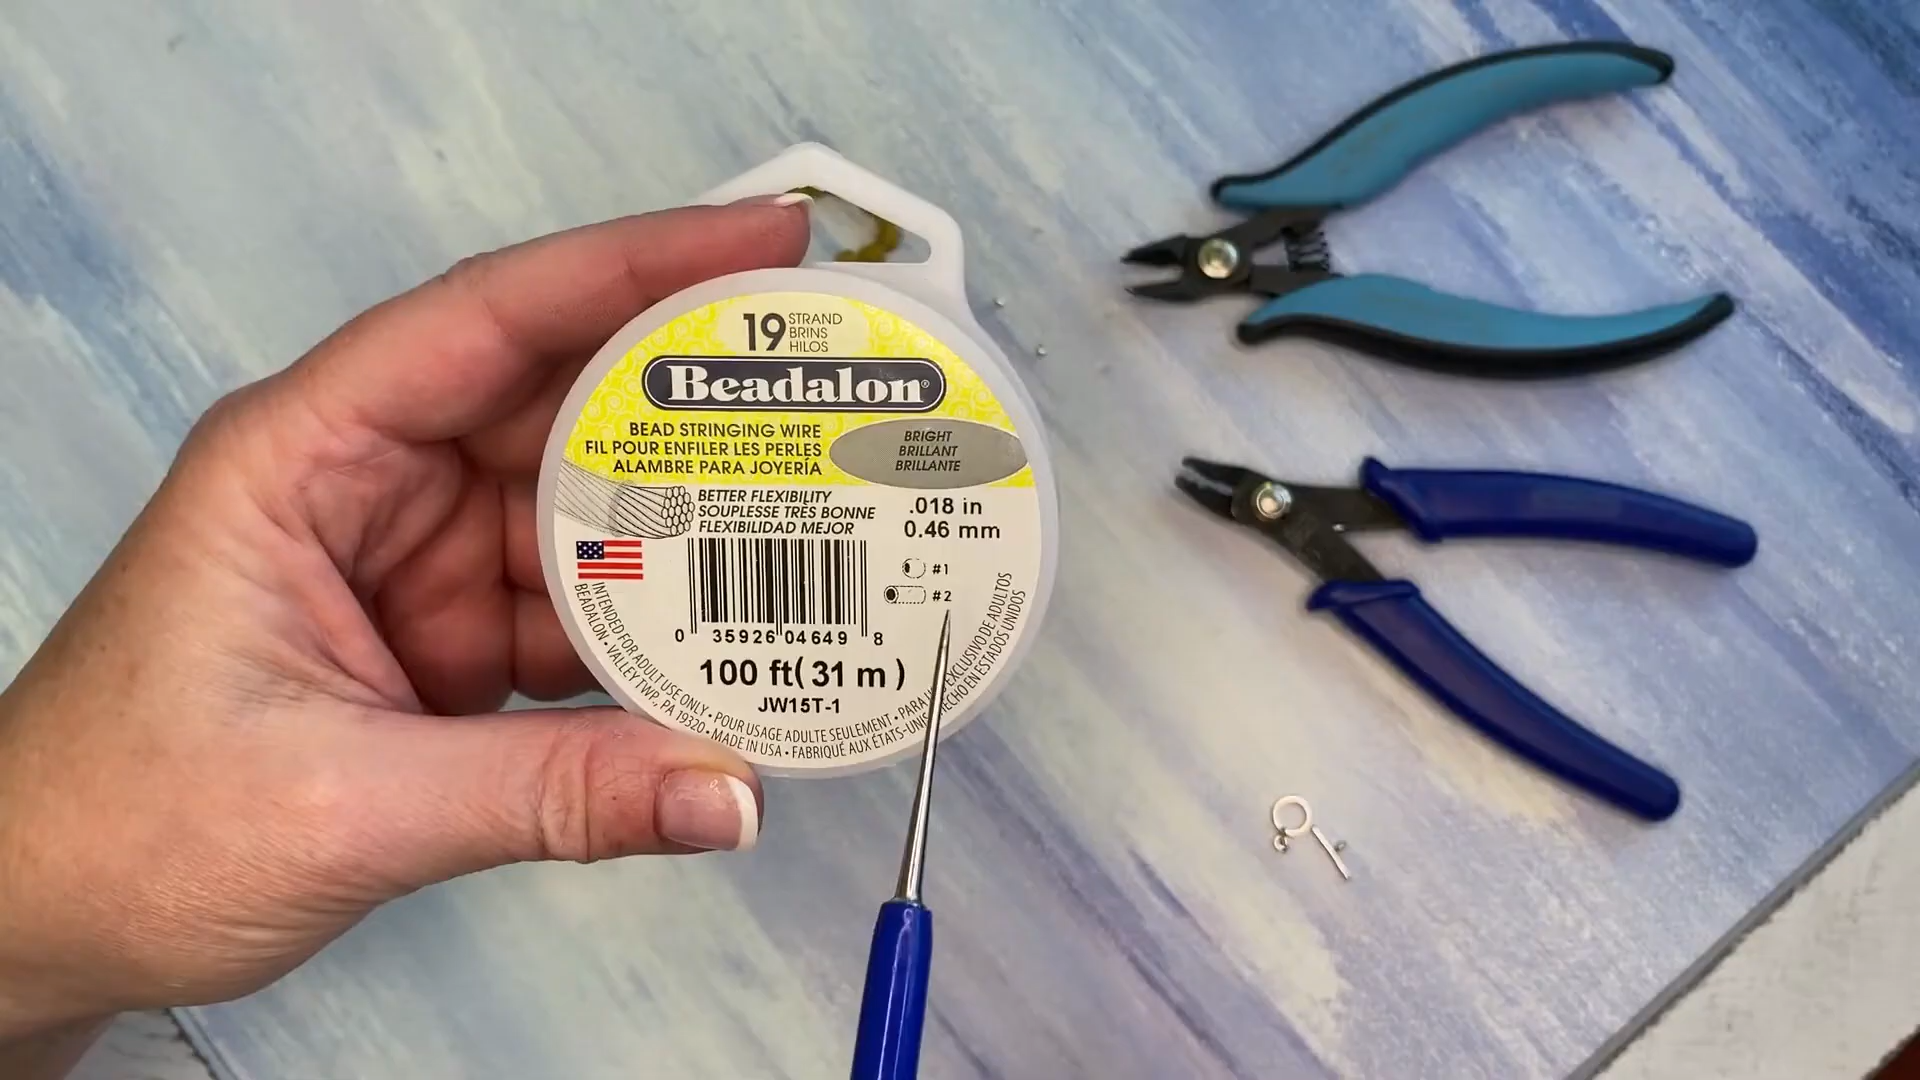 19 STRAND
BRINS
HILOS
Beadalon®
BEAD STRINGING WIRE
FIL POUR ENFILER LES PERLES
ALAMBRE PARA JOYERÍA
BRIGHT
BRILLANT
BRILLANTE
BETTER FLEXIBILITY
SOUPLESSE TRÈS BONNE
FLEXIBILIDAD MEJOR
.018 in
0.46 mm
#1
#2
0 35926 04649 8
100 ft( 31 m )
JW15T-1
INTENDED FOR ADULT USE ONLY • POUR USAGE ADULTE SEULEMENT • PARA EXCLUSIVO DE ADULTOS
BEADALON • VALLEY TWP., PA 19320 • MADE IN USA • FABRIQUÉ AUX ÉTATS-UNIS HECHO EN ESTADOS UNIDOS